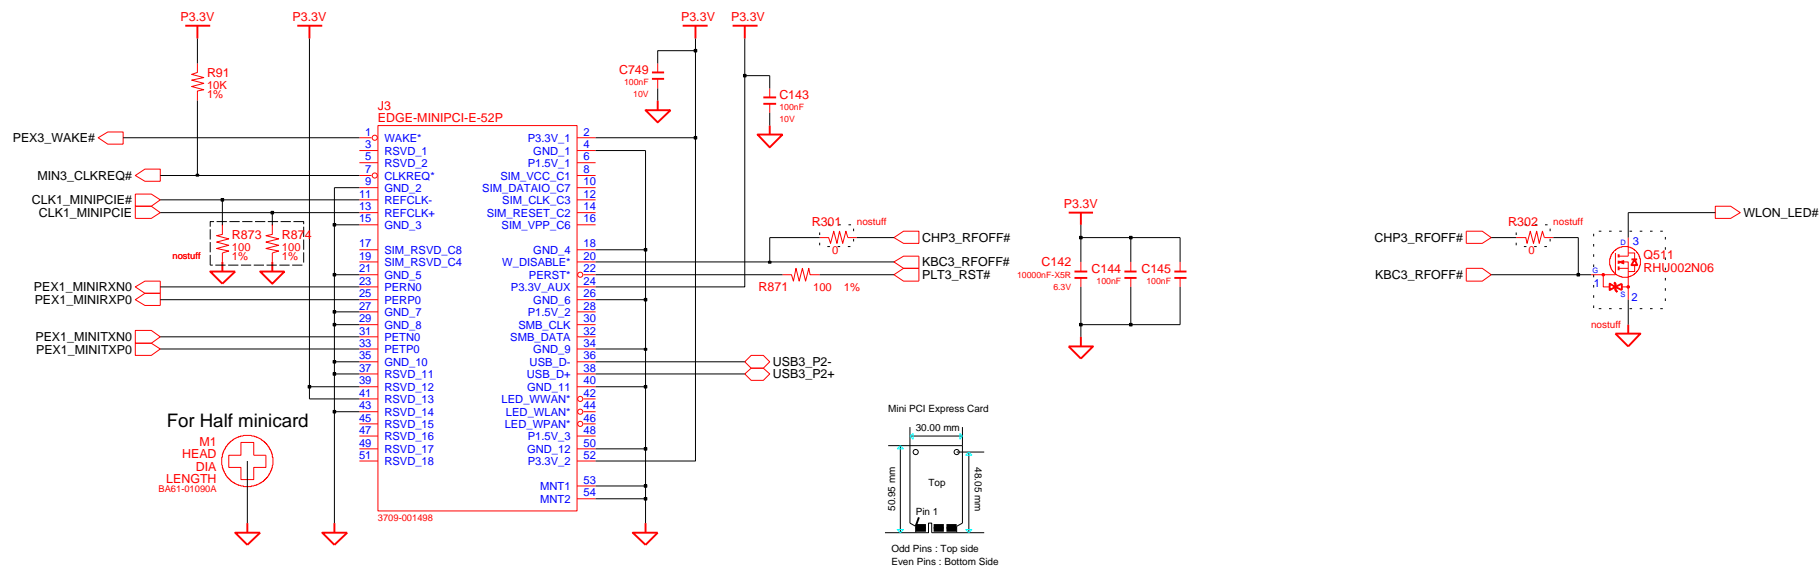 P3.3V
P3.3V
P3.3V
P3.3V
R91
10K
1%
C749
100nF
10V
C143
100nF
10V
J3
EDGE-MINIPCI-E-52P
PEX3_WAKE#
MIN3_CLKREQ#
CLK1_MINIPCIE#
CLK1_MINIPCIE
R873
100
1%
R874
100
1%
nostuff
PEX1_MINIRXN0
PEX1_MINIRXP0
PEX1_MINITXN0
PEX1_MINITXP0
1 WAKE*
3 RSVD_1
5 RSVD_2
7 CLKREQ*
9 GND_2
11 REFCLK-
13 REFCLK+
15 GND_3
17 SIM_RSVD_C8
19 SIM_RSVD_C4
21 GND_5
23 PERN0
25 PERP0
27 GND_7
29 GND_8
31 PETN0
33 PETP0
35 GND_10
37 RSVD_11
39 RSVD_12
41 RSVD_13
43 RSVD_14
45 RSVD_15
47 RSVD_16
49 RSVD_17
51 RSVD_18
P3.3V_1 2
GND_1 4
P1.5V_1 6
SIM_VCC_C1 8
SIM_DATAIO_C7 10
SIM_CLK_C3 12
SIM_RESET_C2 14
SIM_VPP_C6 16
GND_4 18
W_DISABLE* 20
PERST* 22
P3.3V_AUX 24
GND_6 26
P1.5V_2 28
SMB_CLK 30
SMB_DATA 32
GND_9 34
USB_D- 36
USB_D+ 38
GND_11 40
LED_WWAN* 42
LED_WLAN* 44
LED_WPAN* 46
P1.5V_3 48
GND_12 50
P3.3V_2 52
MNT1 53
MNT2 54
3709-001498
For Half minicard
M1
HEAD
DIA
LENGTH
BA61-01090A
R301
nostuff
0
CHP3_RFOFF#
KBC3_RFOFF#
PLT3_RST#
R871 100 1%
USB3_P2-
USB3_P2+
P3.3V
C142
10000nF-X5R
6.3V
C144
100nF
C145
100nF
Mini PCI Express Card
30.00 mm
50.95 mm
48.05 mm
Top
Pin 1
Odd Pins : Top side
Even Pins : Bottom Side
R302
nostuff
0
CHP3_RFOFF#
KBC3_RFOFF#
WLON_LED#
D 3
Q511
RHU002N06
G
1
S 2
nostuff